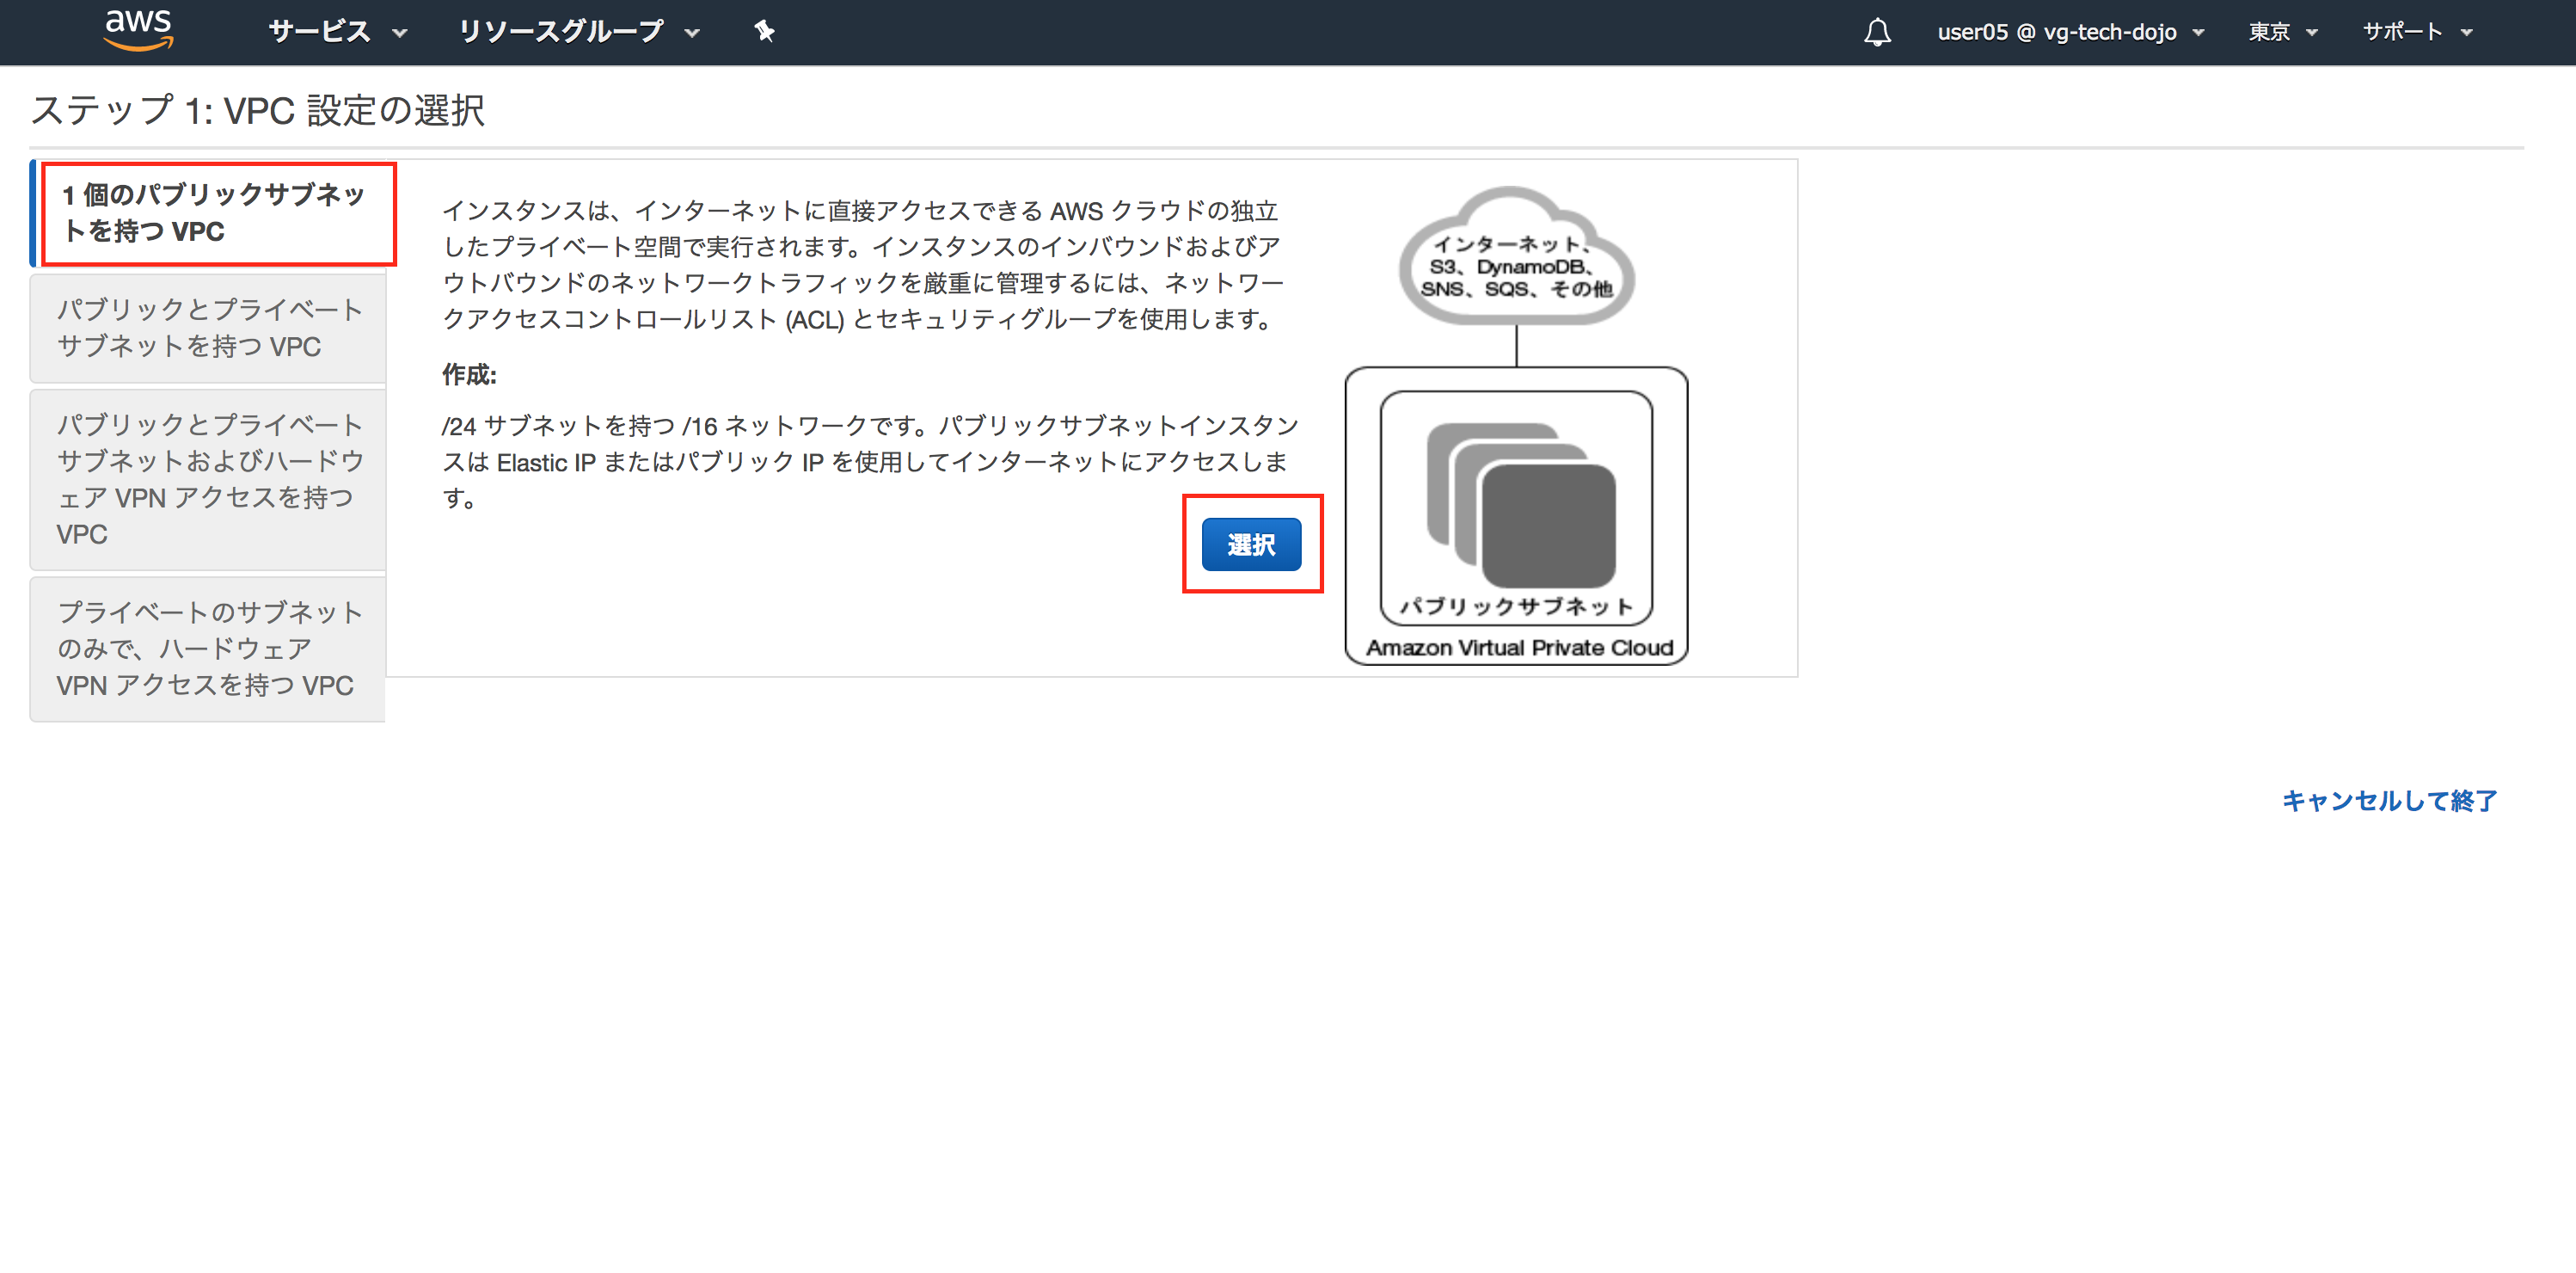 aws サービス リソースグループ user05 @ vg-tech-dojo 東京 サポート
ステップ 1: VPC 設定の選択
1 個のパブリックサブネッ
トを持つ VPC
パブリックとプライベート
サブネットを持つ VPC
パブリックとプライベート
サブネットおよびハードウ
ェア VPN アクセスを持つ
VPC
プライベートのサブネット
のみで、ハードウェア
VPN アクセスを持つ VPC
インスタンスは、インターネットに直接アクセスできる AWS クラウドの独立
したプライベート空間で実行されます。インスタンスのインバウンドおよびア
ウトバウンドのネットワークトラフィックを厳重に管理するには、ネットワー
クアクセスコントロールリスト (ACL) とセキュリティグループを使用します。
作成:
/24 サブネットを持つ /16 ネットワークです。パブリックサブネットインスタン
スは Elastic IP またはパブリック IP を使用してインターネットにアクセスしま
す。
選択
インターネット、
S3、DynamoDB、
SNS、SQS、その他
パブリックサブネット
Amazon Virtual Private Cloud
キャンセルして終了